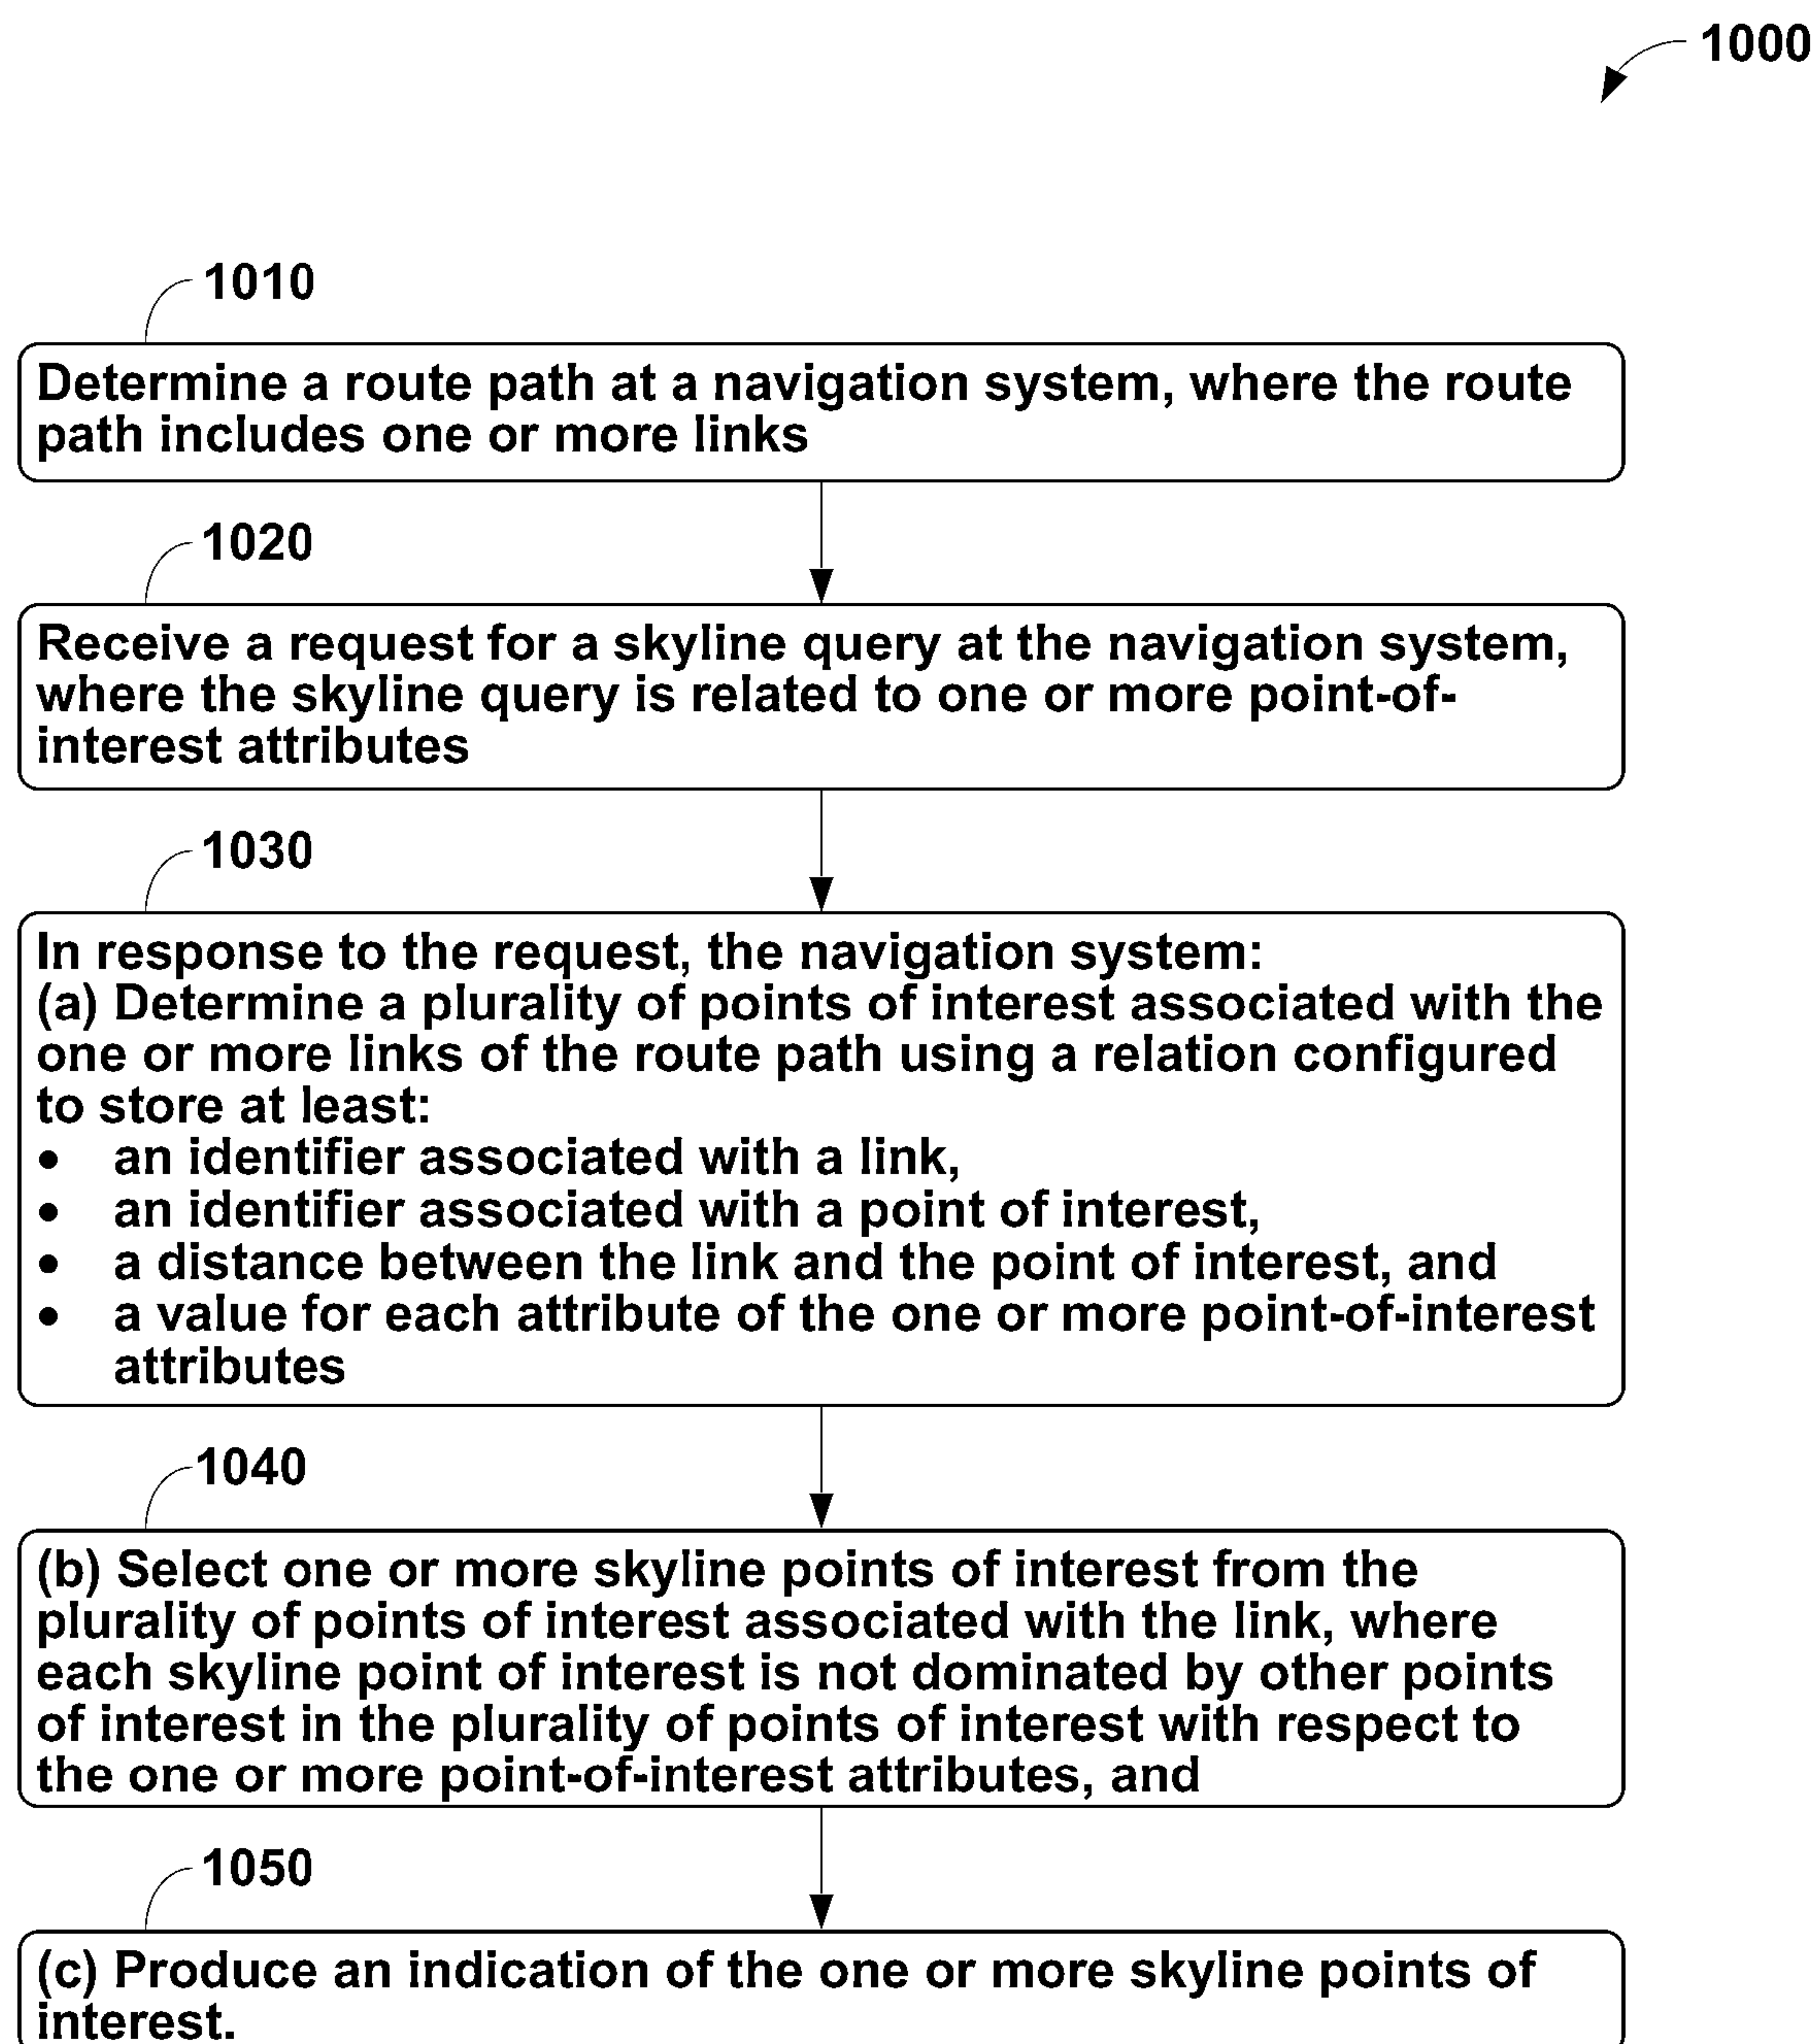 1000
1010
Determine a route path at a navigation system, where the route
path includes one or more links
1020
Receive a request for a skyline query at the navigation system,
where the skyline query is related to one or more point-of-
interest attributes
1030
In response to the request, the navigation system:
(a) Determine a plurality of points of interest associated with the
one or more links of the route path using a relation configured
to store at least:
• an identifier associated with a link,
• an identifier associated with a point of interest,
• a distance between the link and the point of interest, and
• a value for each attribute of the one or more point-of-interest
attributes
1040
(b) Select one or more skyline points of interest from the
plurality of points of interest associated with the link, where
each skyline point of interest is not dominated by other points
of interest in the plurality of points of interest with respect to
the one or more point-of-interest attributes, and
1050
(c) Produce an indication of the one or more skyline points of
interest.